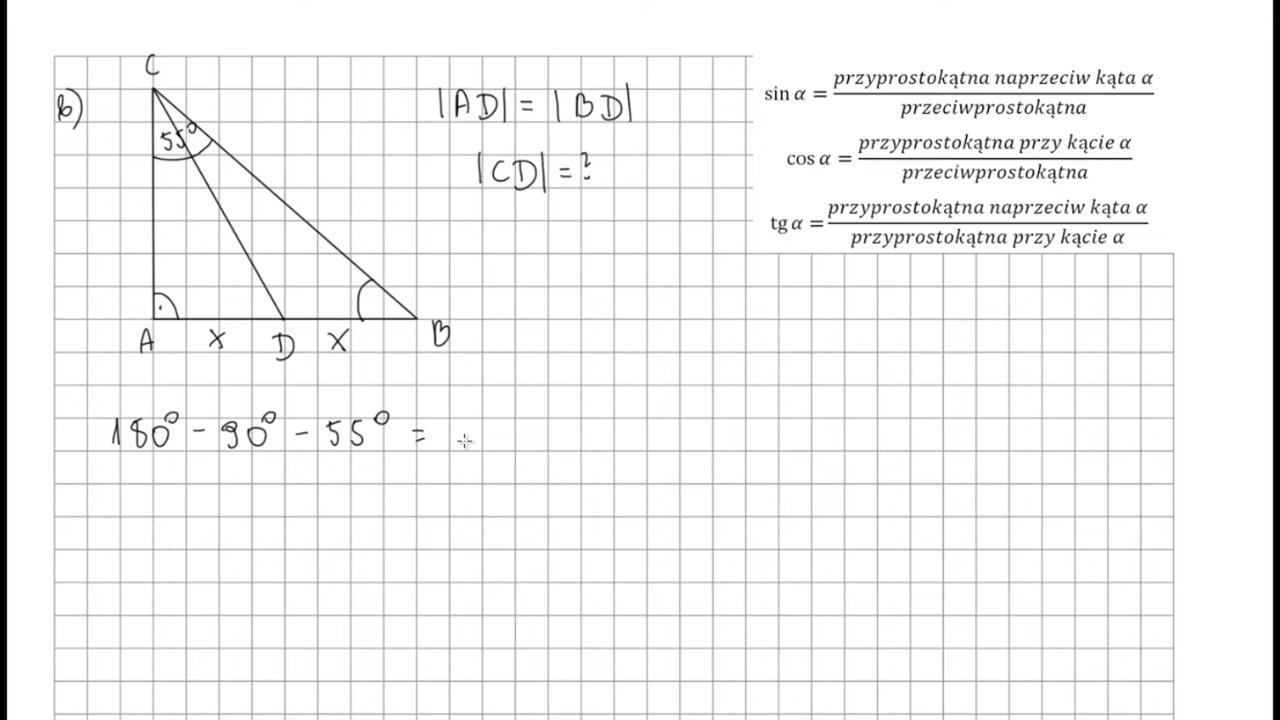 C
b)
55°
|AD| = |BD|
|CD| = ?
A
x
D
x
B
180° - 90° - 55° =
sin α = przyprostokątna naprzeciw kąta α / przeciwprostokątna
cos α = przyprostokątna przy kącie α / przeciwprostokątna
tg α = przyprostokątna naprzeciw kąta α / przyprostokątna przy kącie α